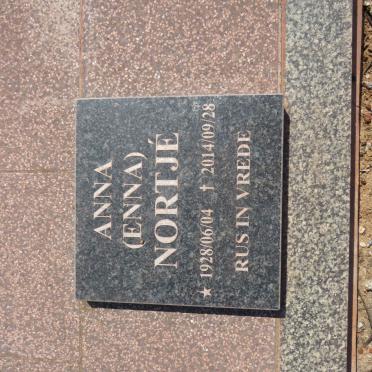 ANNA
(ENNA)
NORTJÉ
★ 1928/06/04 † 2014/09/28
RUS IN VREDE